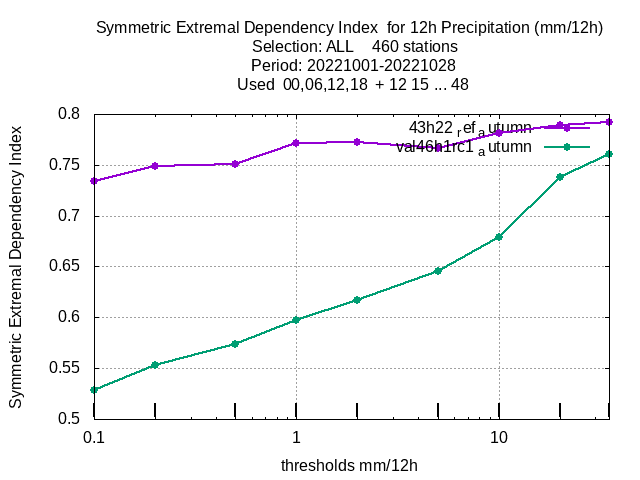 Symmetric Extremal Dependency Index  for 12h Precipitation (mm/12h)
Selection: ALL    460 stations
Period: 20221001-20221028
Used  00,06,12,18  + 12 15 ... 48
43h22 ref autumn
val46h1rc1 autumn
Symmetric Extremal Dependency Index
0.8
0.75
0.7
0.65
0.6
0.55
0.5
0.1
1
10
thresholds mm/12h